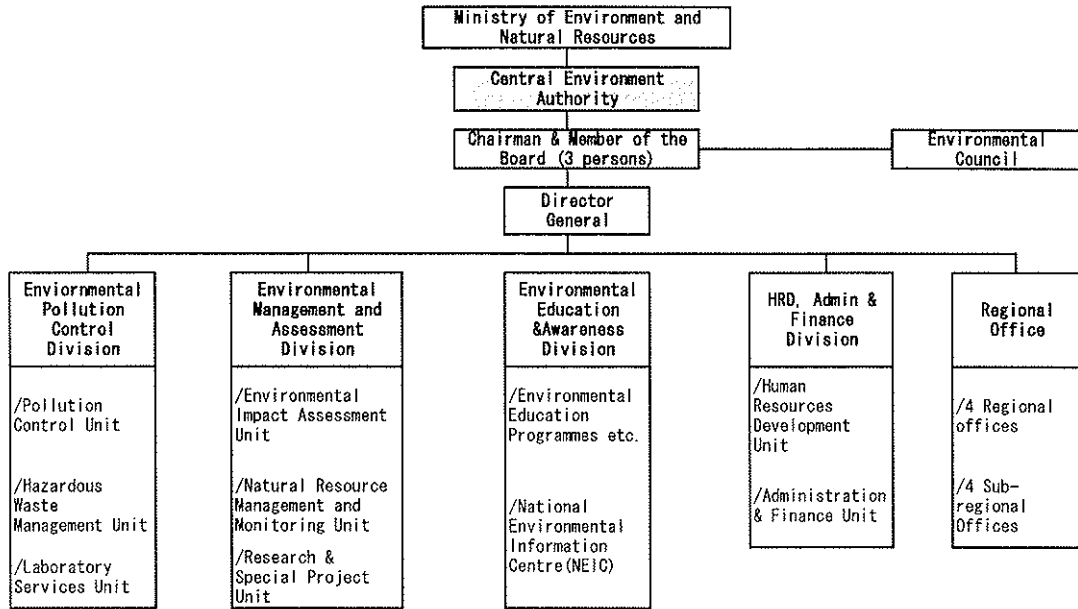 Ministry of Environment and
Natural Resources
Central Environment
Authority
Chairman & Member of the
Board (3 persons)
Environmental
Council
Director
General
Enviornmental
Pollution
Control
Division
/Pollution
Control Unit
/Hazardous
Waste
Management Unit
/Laboratory
Services Unit
Environmental
Management and
Assessment
Division
/Environmental
Impact Assessment
Unit
/Natural Resource
Management and
Monitoring Unit
/Research &
Special Project
Unit
Environmental
Education
&Awareness
Division
/Environmental
Education
Programmes etc.
/National
Environmental
Information
Centre(NEIC)
HRD, Admin &
Finance
Division
/Human
Resources
Development
Unit
/Administration
& Finance Unit
Regional
Office
/4 Regional
offices
/4 Sub-
regional
Offices